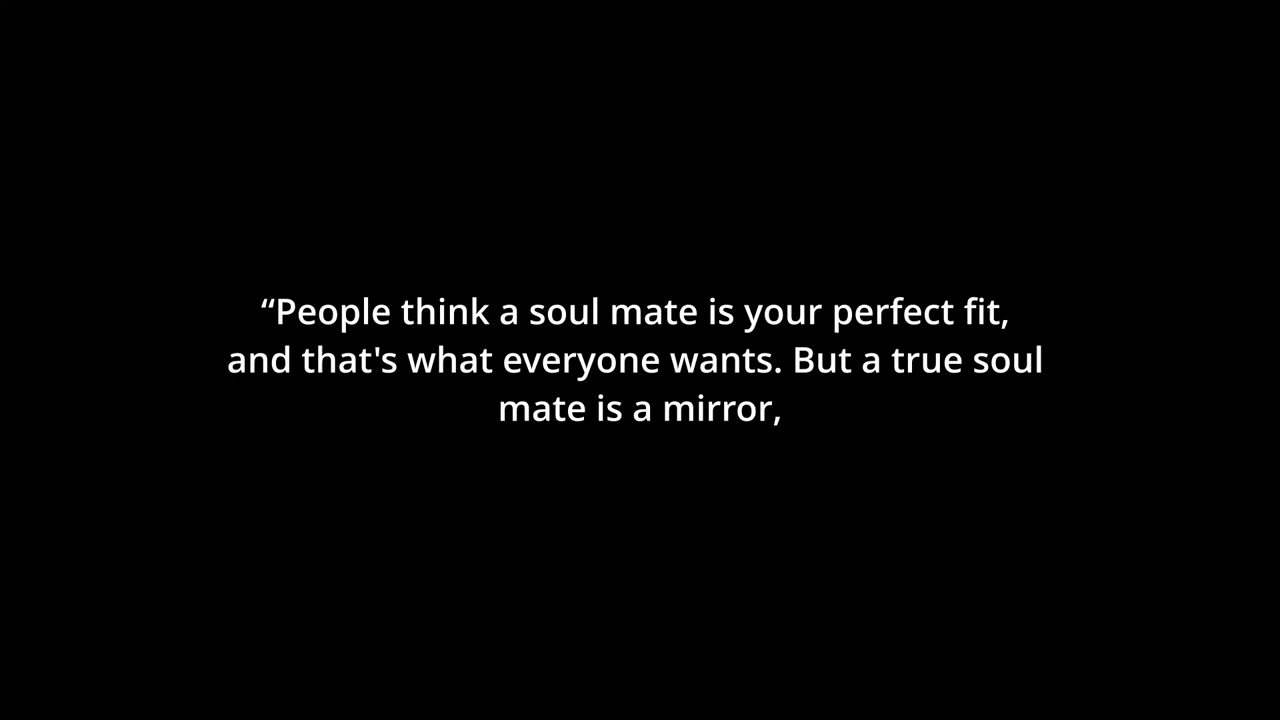 “People think a soul mate is your perfect fit,
and that's what everyone wants. But a true soul
mate is a mirror,